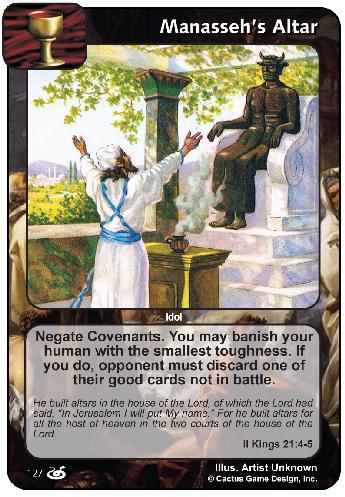 Manasseh's Altar
Idol
Negate Covenants. You may banish your
human with the smallest toughness. If
you do, opponent must discard one of
their good cards not in battle.
He built altars in the house of the Lord, of which the Lord had
said, "In Jerusalem I will put My name." For he built altars for
all the host of heaven in the two courts of the house of the
Lord.
II Kings 21:4-5
27
Illus. Artist Unknown
© Cactus Game Design, Inc.